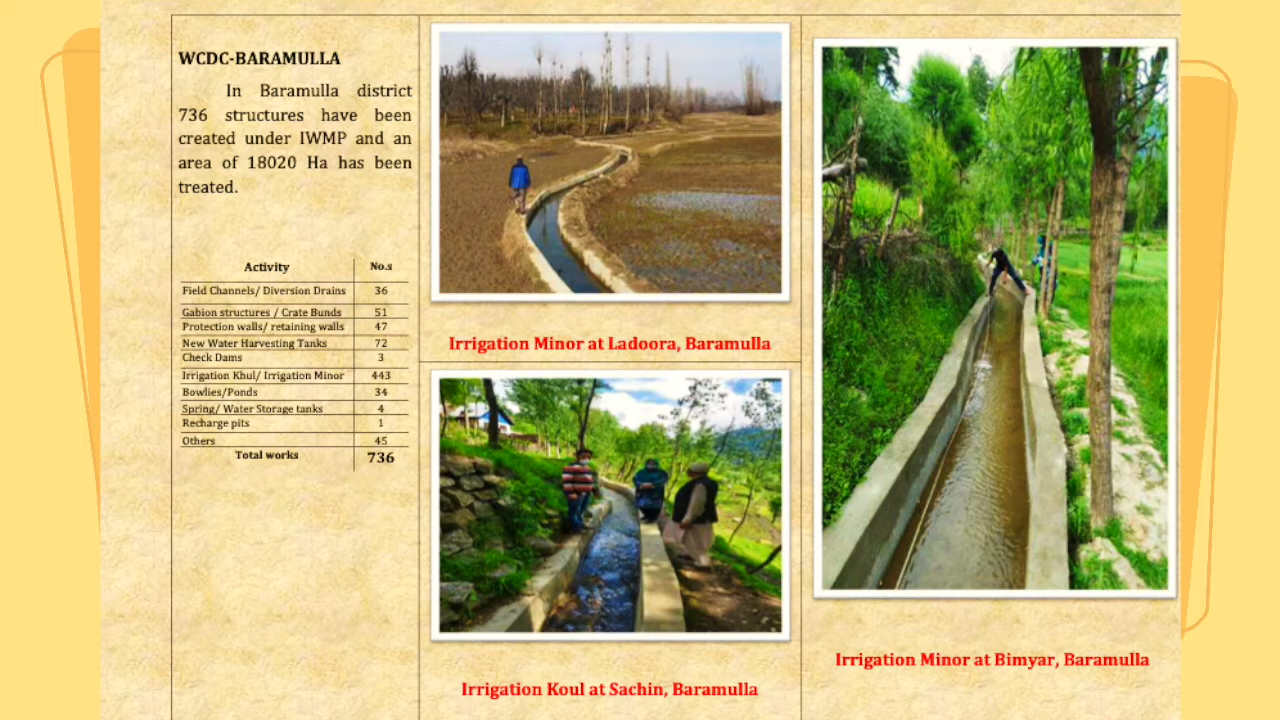 WCDC-BARAMULLA
In Baramulla district
736 structures have been
created under IWMP and an
area of 18020 Ha has been
treated.
Activity No.s
Field Channels/ Diversion Drains 36
Gabion structures / Crate Bunds 51
Protection walls/ retaining walls 47
New Water Harvesting Tanks 72
Check Dams 3
Irrigation Khul/ Irrigation Minor 443
Bowlies/Ponds 34
Spring/ Water Storage tanks 4
Recharge pits 1
Others 45
Total works 736
Irrigation Minor at Ladoora, Baramulla
Irrigation Koul at Sachin, Baramulla
Irrigation Minor at Bimyar, Baramulla